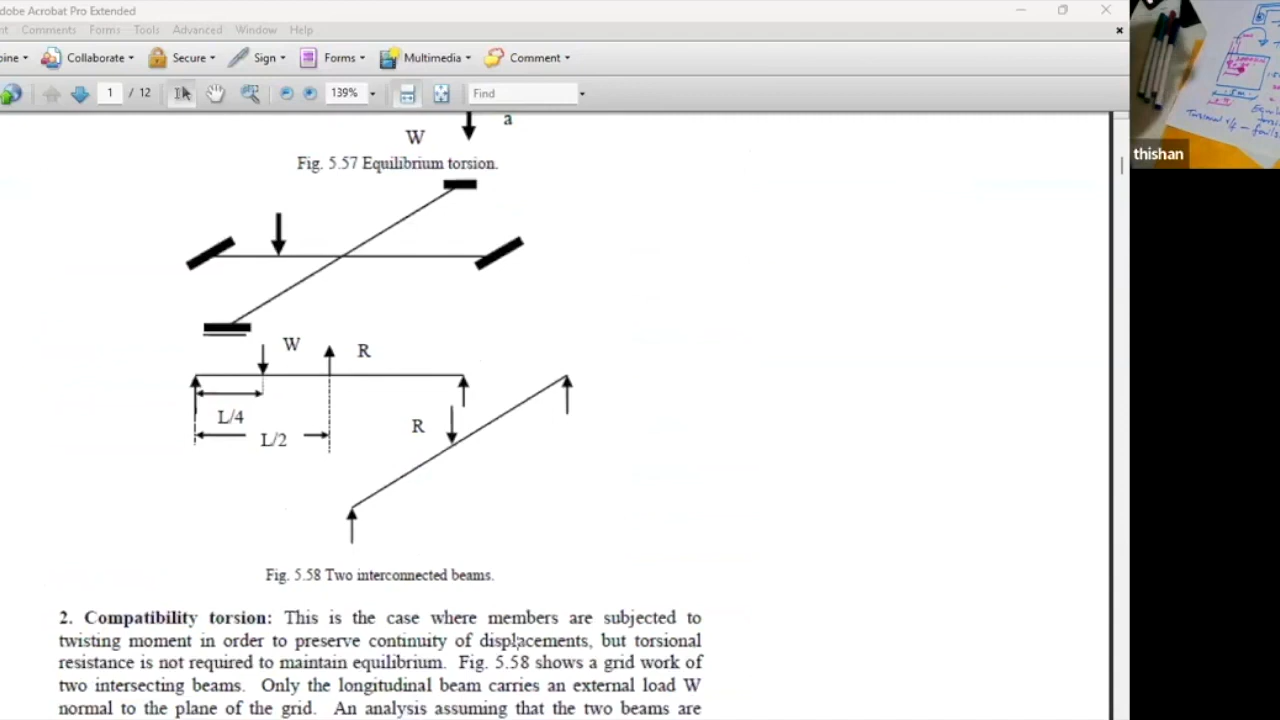 dobe Acrobat Pro Extended
nt Comments Forms Tools Advanced Window Help
ine Collaborate Secure Sign Forms Multimedia Comment
1 / 12 139% Find
W a
Fig. 5.57 Equilibrium torsion.
W R
L/4
R
L/2
Fig. 5.58 Two interconnected beams.
2. Compatibility torsion: This is the case where members are subjected to
twisting moment in order to preserve continuity of displacements, but torsional
resistance is not required to maintain equilibrium. Fig. 5.58 shows a grid work of
two intersecting beams. Only the longitudinal beam carries an external load W
normal to the plane of the grid. An analysis assuming that the two beams are
thishan